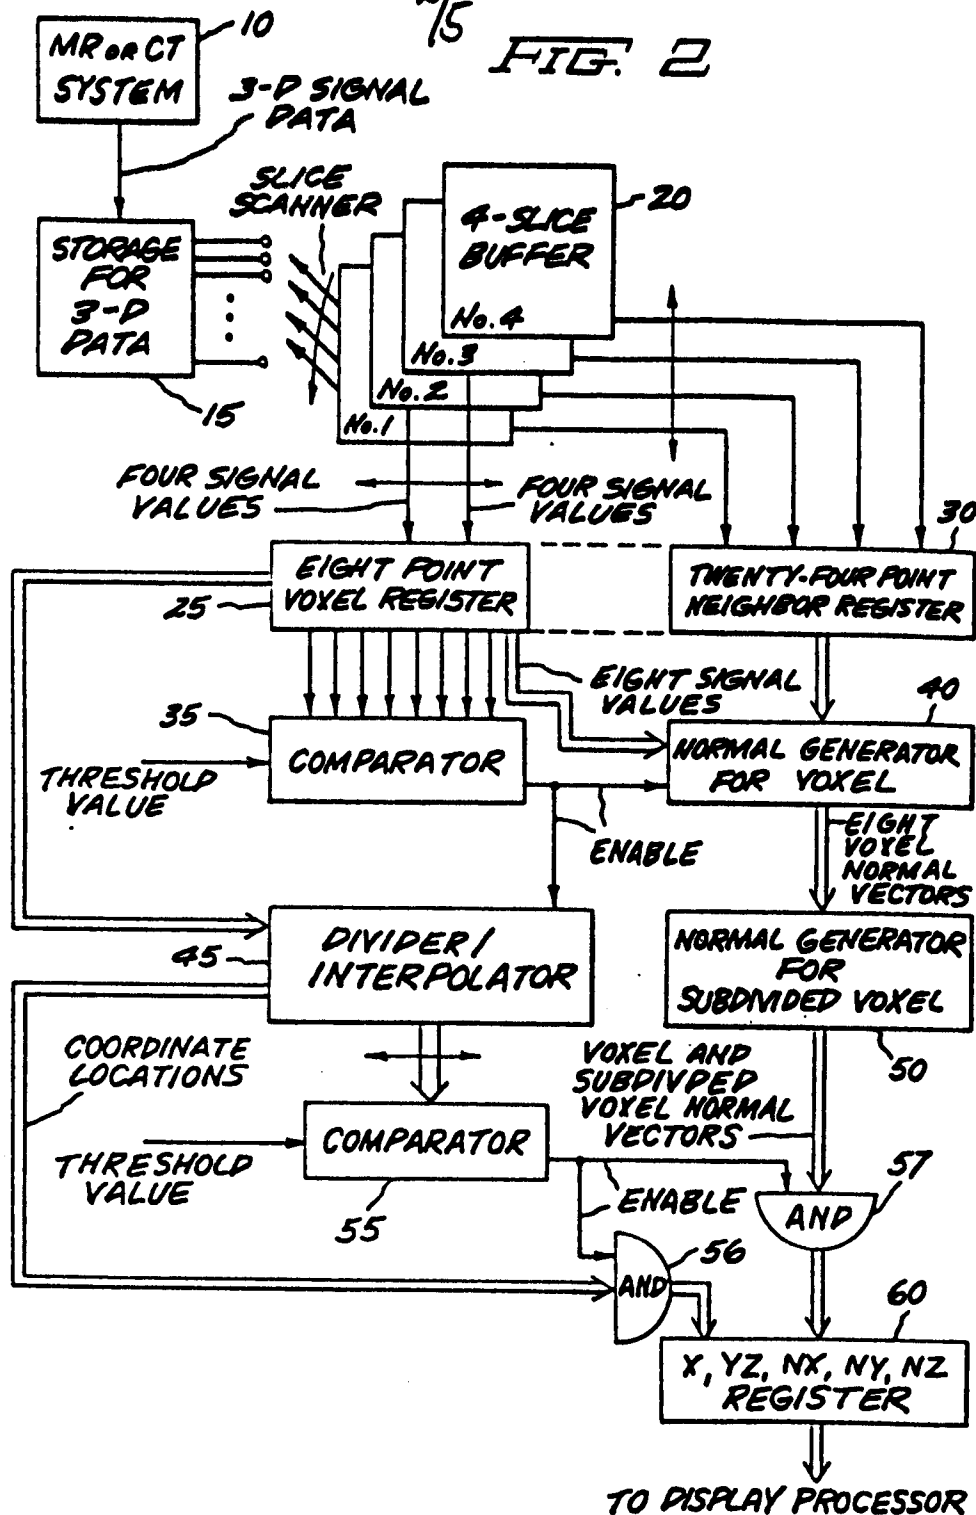 2/5
FIG. 2
10
MR OR CT
SYSTEM
3-D SIGNAL
DATA
SLICE
SCANNER
STORAGE
FOR
3-D
DATA
15
4-SLICE
BUFFER
20
No.4
No.3
No.2
No.1
FOUR SIGNAL
VALUES
FOUR SIGNAL
VALUES
30
EIGHT POINT
VOXEL REGISTER
25
TWENTY-FOUR POINT
NEIGHBOR REGISTER
EIGHT SIGNAL
VALUES
40
35
COMPARATOR
THRESHOLD
VALUE
NORMAL GENERATOR
FOR VOXEL
ENABLE
EIGHT
VOXEL
NORMAL
VECTORS
DIVIDER/
INTERPOLATOR
45
NORMAL GENERATOR
FOR
SUBDIVIDED VOXEL
50
COORDINATE
LOCATIONS
VOXEL AND
SUBDIVPED
VOXEL NORMAL
VECTORS
COMPARATOR
55
THRESHOLD
VALUE
ENABLE
57
AND
56
AND
60
X, YZ, NX, NY, NZ
REGISTER
TO DISPLAY PROCESSOR